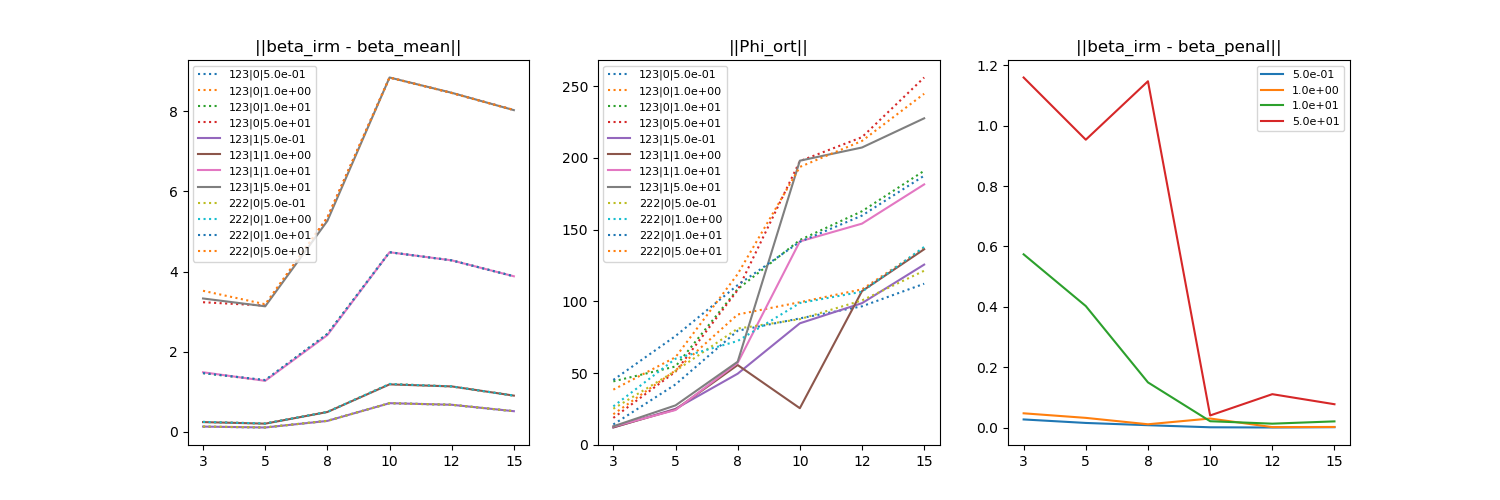 ||beta_irm - beta_mean||
123|0|5.0e-01
123|0|1.0e+00
123|0|1.0e+01
123|0|5.0e+01
123|1|5.0e-01
123|1|1.0e+00
123|1|1.0e+01
123|1|5.0e+01
222|0|5.0e-01
222|0|1.0e+00
222|0|1.0e+01
222|0|5.0e+01
8
6
4
2
0
3 5 8 10 12 15
||Phi_ort||
123|0|5.0e-01
123|0|1.0e+00
123|0|1.0e+01
123|0|5.0e+01
123|1|5.0e-01
123|1|1.0e+00
123|1|1.0e+01
123|1|5.0e+01
222|0|5.0e-01
222|0|1.0e+00
222|0|1.0e+01
222|0|5.0e+01
250
200
150
100
50
0
3 5 8 10 12 15
||beta_irm - beta_penal||
5.0e-01
1.0e+00
1.0e+01
5.0e+01
1.2
1.0
0.8
0.6
0.4
0.2
0.0
3 5 8 10 12 15